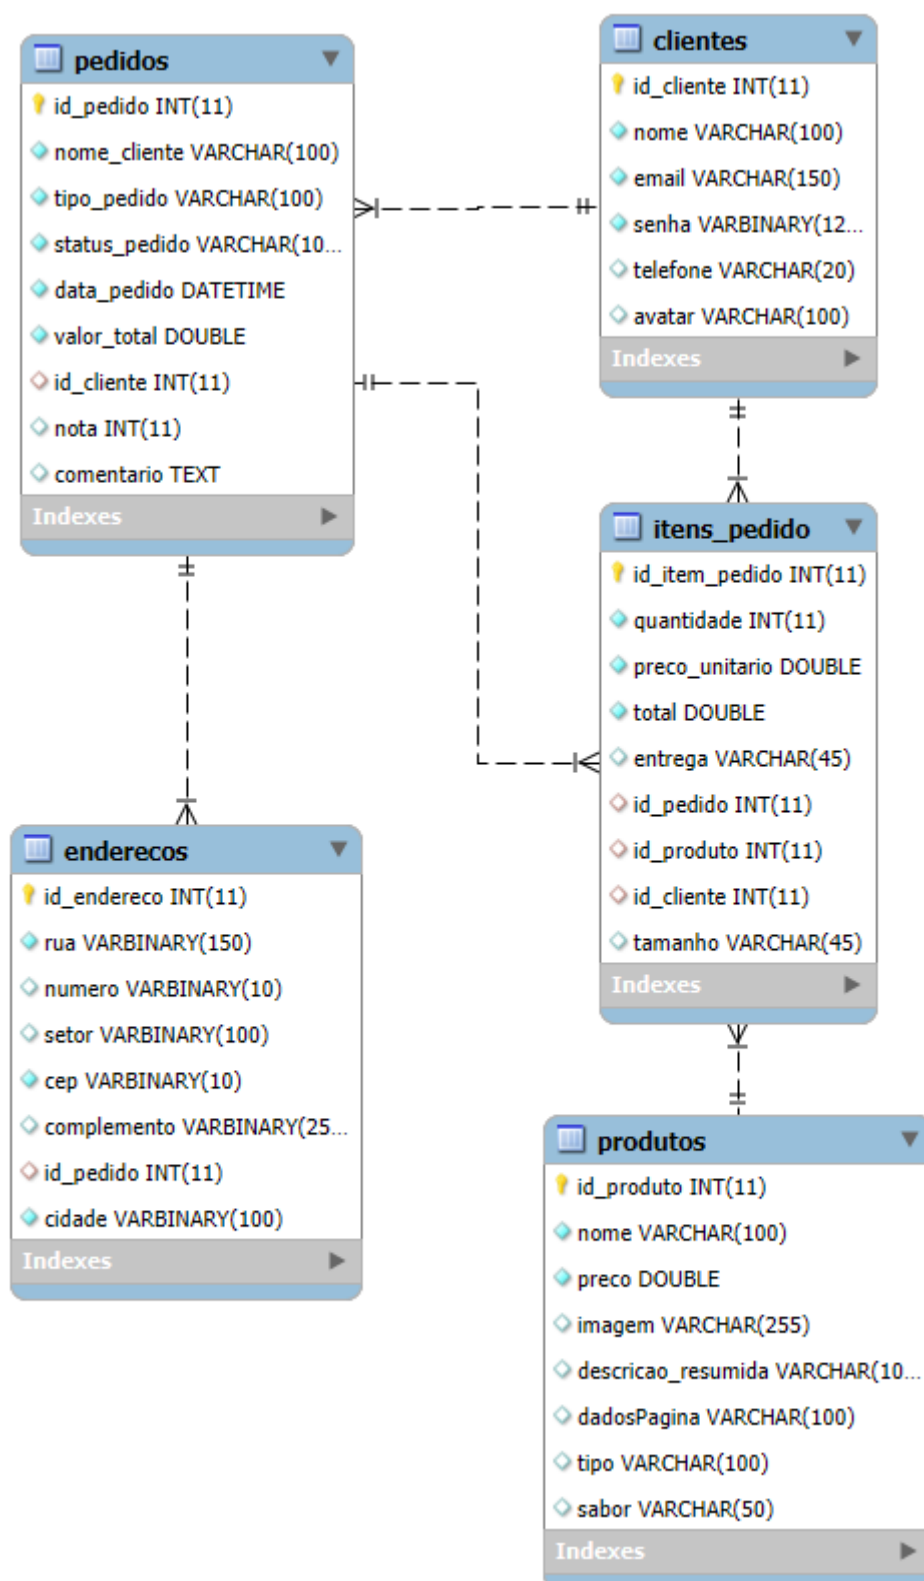 pedidos
id_pedido INT(11)
nome_cliente VARCHAR(100)
tipo_pedido VARCHAR(100)
status_pedido VARCHAR(10...
data_pedido DATETIME
valor_total DOUBLE
id_cliente INT(11)
nota INT(11)
comentario TEXT
Indexes
clientes
id_cliente INT(11)
nome VARCHAR(100)
email VARCHAR(150)
senha VARBINARY(12...
telefone VARCHAR(20)
avatar VARCHAR(100)
Indexes
itens_pedido
id_item_pedido INT(11)
quantidade INT(11)
preco_unitario DOUBLE
total DOUBLE
entrega VARCHAR(45)
id_pedido INT(11)
id_produto INT(11)
id_cliente INT(11)
tamanho VARCHAR(45)
Indexes
enderecos
id_endereco INT(11)
rua VARBINARY(150)
numero VARBINARY(10)
setor VARBINARY(100)
cep VARBINARY(10)
complemento VARBINARY(25...
id_pedido INT(11)
cidade VARBINARY(100)
Indexes
produtos
id_produto INT(11)
nome VARCHAR(100)
preco DOUBLE
imagem VARCHAR(255)
descricao_resumida VARCHAR(10...
dadosPagina VARCHAR(100)
tipo VARCHAR(100)
sabor VARCHAR(50)
Indexes